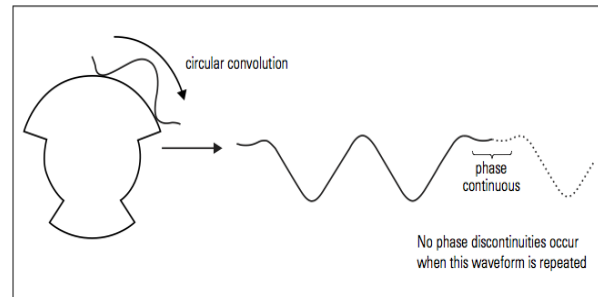 circular convolution
phase
continuous
No phase discontinuities occur
when this waveform is repeated